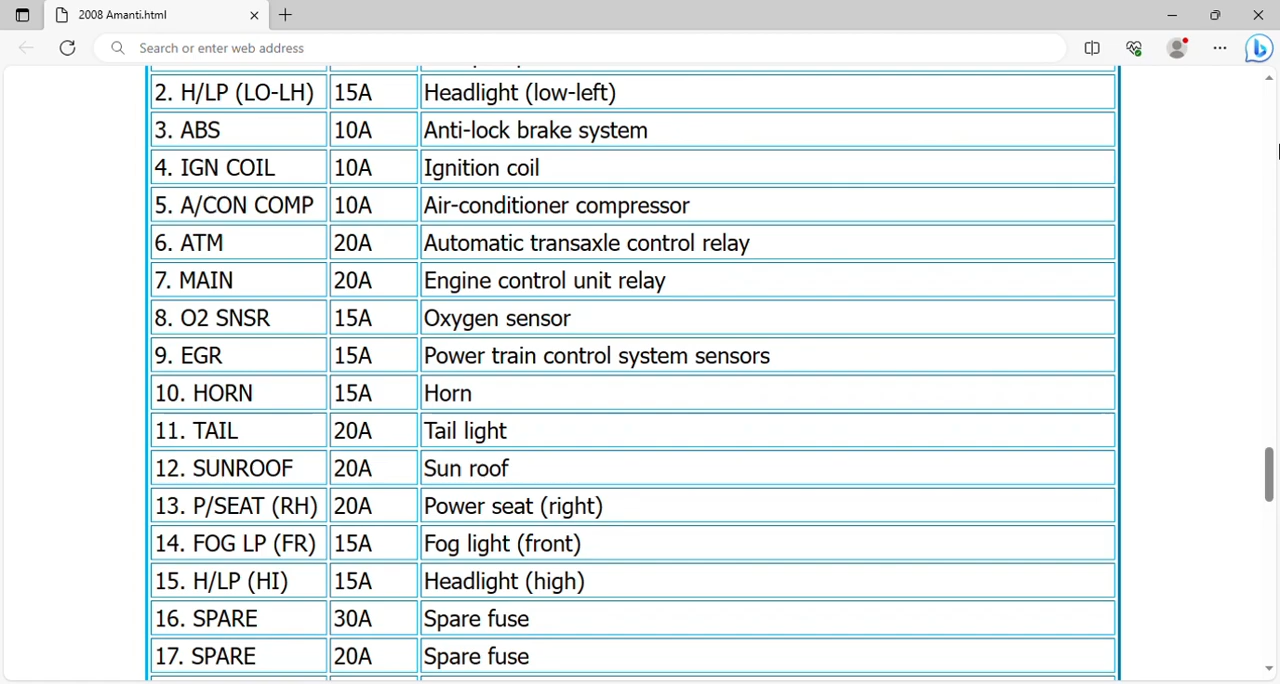 2008 Amanti.html
Search or enter web address
2. H/LP (LO-LH) 15A Headlight (low-left)
3. ABS 10A Anti-lock brake system
4. IGN COIL 10A Ignition coil
5. A/CON COMP 10A Air-conditioner compressor
6. ATM 20A Automatic transaxle control relay
7. MAIN 20A Engine control unit relay
8. O2 SNSR 15A Oxygen sensor
9. EGR 15A Power train control system sensors
10. HORN 15A Horn
11. TAIL 20A Tail light
12. SUNROOF 20A Sun roof
13. P/SEAT (RH) 20A Power seat (right)
14. FOG LP (FR) 15A Fog light (front)
15. H/LP (HI) 15A Headlight (high)
16. SPARE 30A Spare fuse
17. SPARE 20A Spare fuse